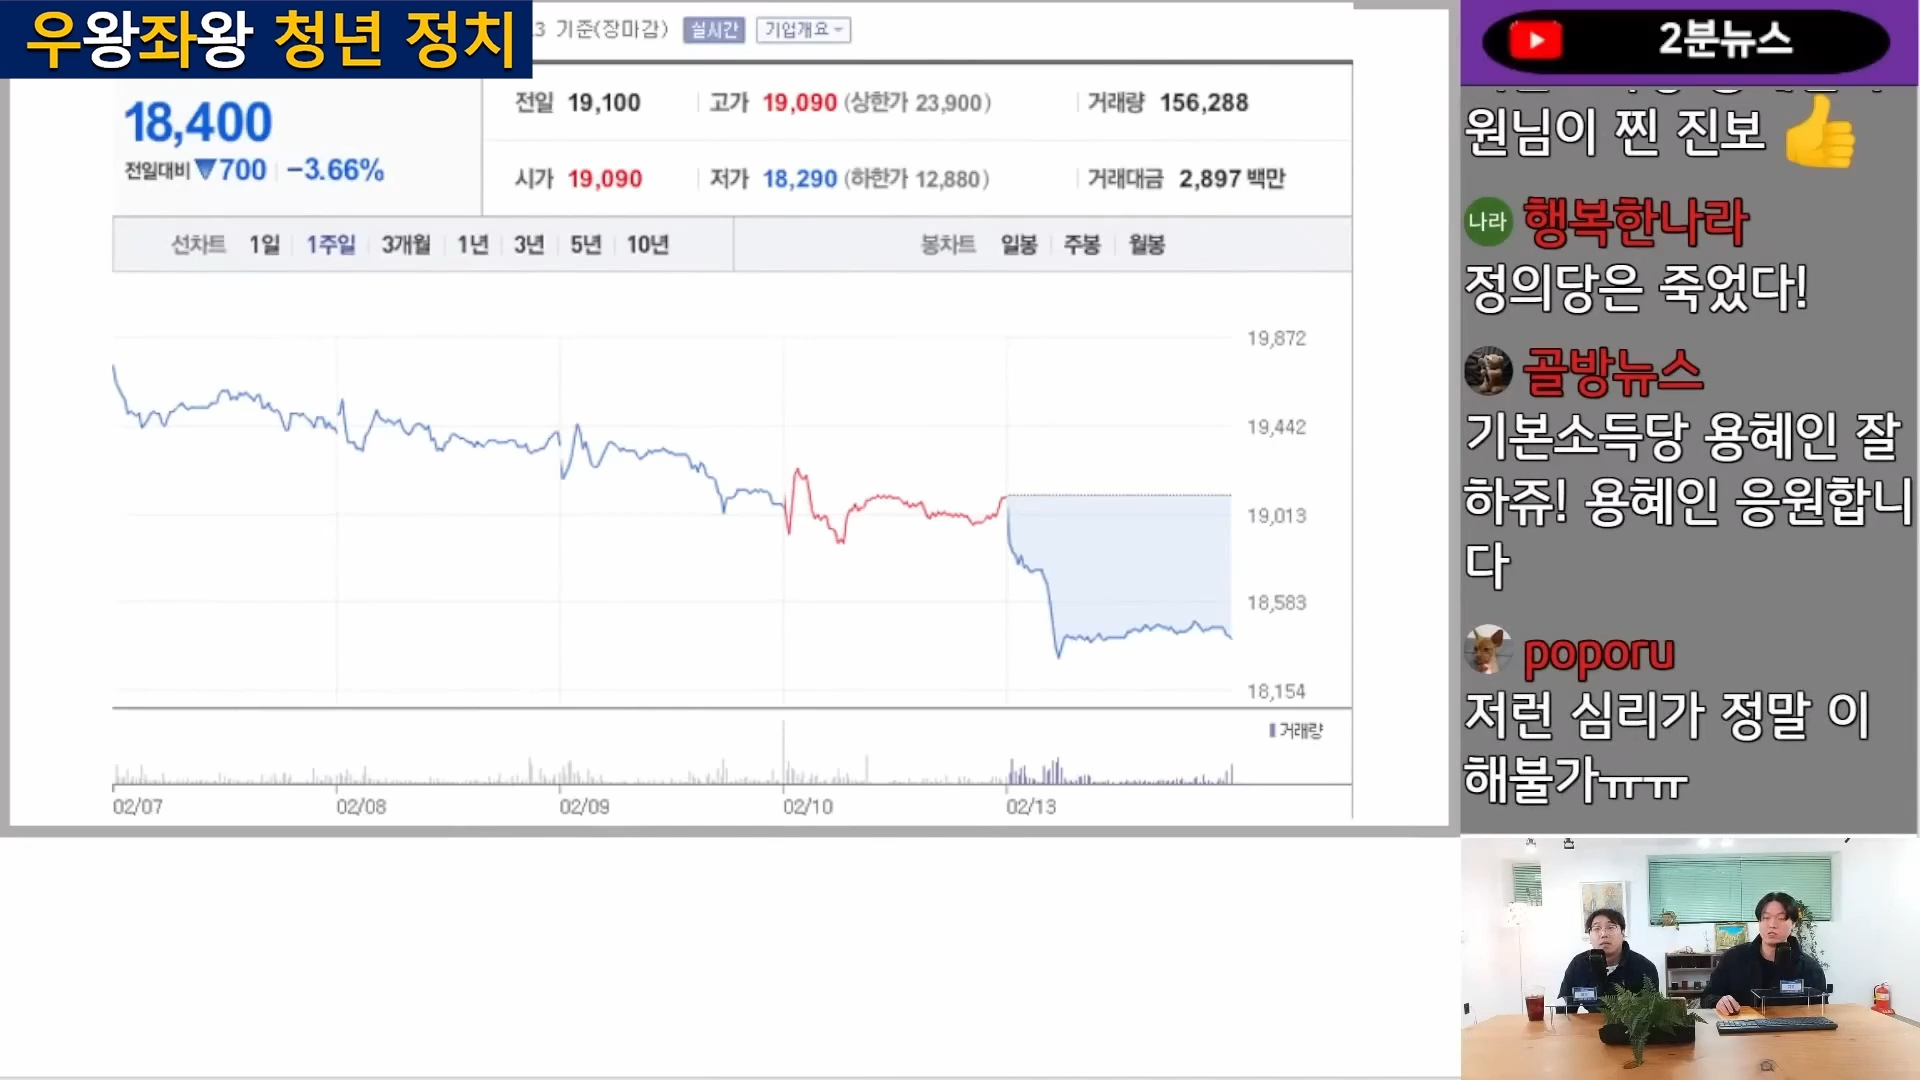 우왕좌왕 청년 정치
.3 기준(장마감) 실시간 기업개요
18,400
전일대비 ▼700 -3.66%
전일 19,100 고가 19,090 (상한가 23,900) 거래량 156,288
시가 19,090 저가 18,290 (하한가 12,880) 거래대금 2,897 백만
선차트 1일 1주일 3개월 1년 3년 5년 10년 봉차트 일봉 주봉 월봉
19,872
19,442
19,013
18,583
18,154
거래량
02/07 02/08 02/09 02/10 02/13
2분뉴스
원님이 찐 진보 👍
나라 행복한나라
정의당은 죽었다!
골방뉴스
기본소득당 용혜인 잘
하쥬! 용혜인 응원합니
다
poporu
저런 심리가 정말 이
해불가ㅠㅠ